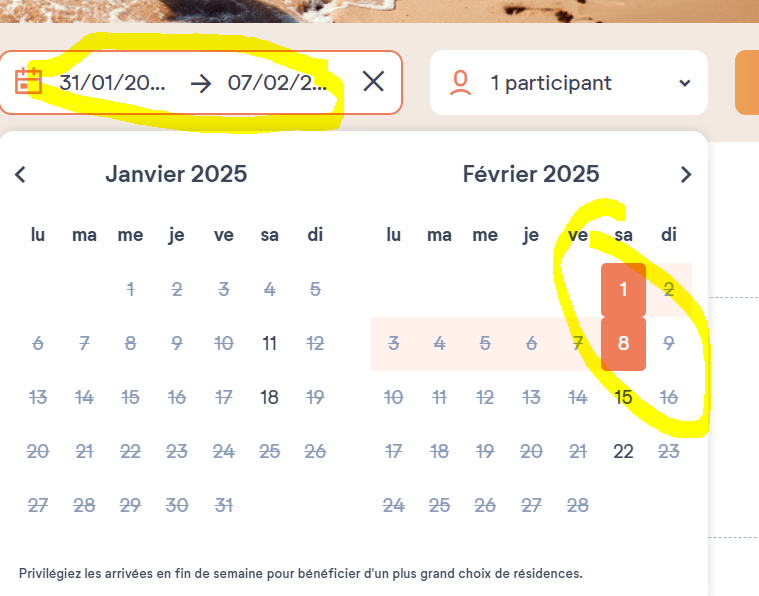 31/01/20... → 07/02/2... 1 participant
Janvier 2025 Février 2025
lu ma me je ve sa di lu ma me je ve sa di
1 2 3 4 5 1 2
6 7 8 9 10 11 12 3 4 5 6 7 8 9
13 14 15 16 17 18 19 10 11 12 13 14 15 16
20 21 22 23 24 25 26 17 18 19 20 21 22 23
27 28 29 30 31 24 25 26 27 28
Privilégiez les arrivées en fin de semaine pour bénéficier d'un plus grand choix de résidences.